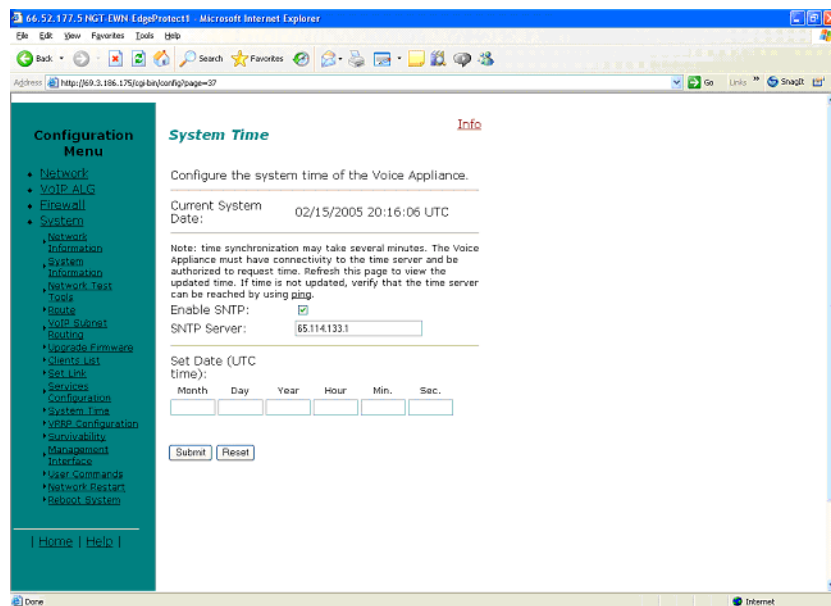 66.52.177.5 NGT-EWN-EdgeProtect1 - Microsoft Internet Explorer
File Edit View Favorites Tools Help
Back Search Favorites
Address http://69.3.186.175/cgi-bin/config?page=37 Go Links SnagIt
Configuration Menu
Network
VoIP ALG
Firewall
System
Network Information
System Information
Network Test Tools
Route
VoIP Subnet Routing
Upgrade Firmware
Clients List
Set Link
Services Configuration
System Time
VRRP Configuration
Survivability
Management Interface
User Commands
Network Restart
Reboot System
| Home | Help |
Info
System Time
Configure the system time of the Voice Appliance.
Current System Date: 02/15/2005 20:16:06 UTC
Note: time synchronization may take several minutes. The Voice
Appliance must have connectivity to the time server and be
authorized to request time. Refresh this page to view the
updated time. If time is not updated, verify that the time server
can be reached by using ping.
Enable SNTP:
SNTP Server: 65.114.133.1
Set Date (UTC time):
Month Day Year Hour Min. Sec.
Submit Reset
Done Internet